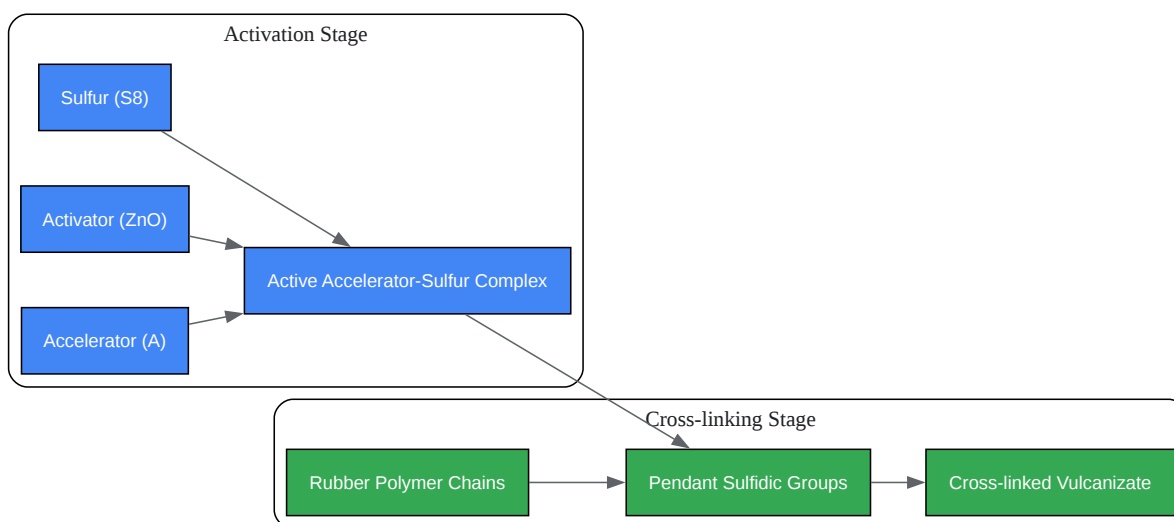 Activation Stage
Sulfur (S8)
Activator (ZnO)
Active Accelerator-Sulfur Complex
Accelerator (A)
Cross-linking Stage
Rubber Polymer Chains
Pendant Sulfidic Groups
Cross-linked Vulcanizate